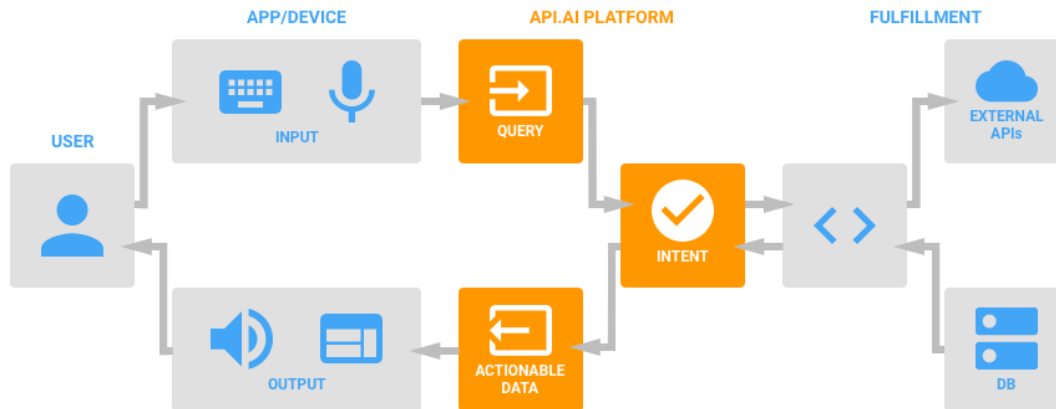 APP/DEVICE
API.AI PLATFORM
FULFILLMENT
INPUT
QUERY
EXTERNAL
APIs
USER
INTENT
OUTPUT
ACTIONABLE
DATA
DB